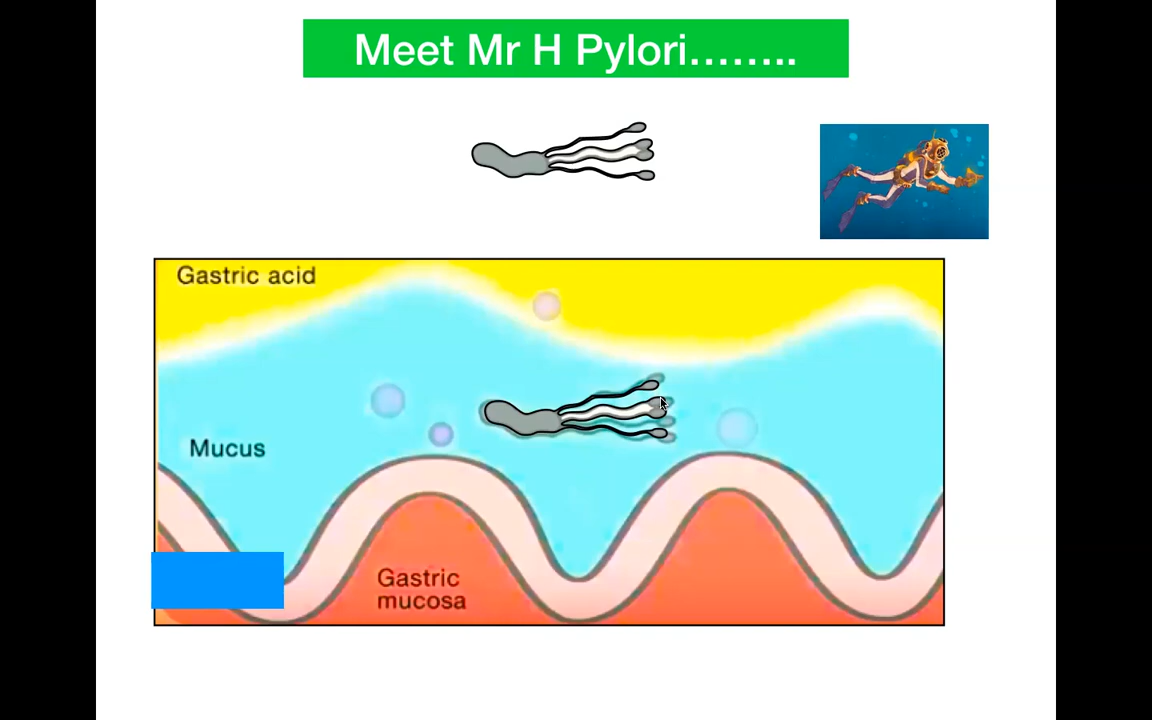 Meet Mr H Pylori........
Gastric acid
Mucus
Gastric
mucosa